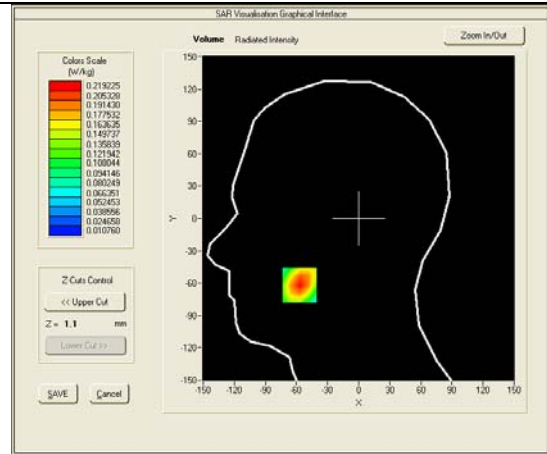 SAR Visualisation Graphical Interface
Volume Radiated Intensity
Zoom In/Out
Colors Scale
(W/kg)
0.219225
0.205328
0.191430
0.177532
0.163635
0.149737
0.135839
0.121942
0.108044
0.094146
0.080249
0.066351
0.052453
0.038556
0.024658
0.010760
Z Cuts Control
<< Upper Cut
Z = 1.1 mm
Lower Cut >>
SAVE Cancel
150
120
90
60
30
0
-30
-60
-90
-120
-150
Y
-150 -120 -90 -60 -30 0 30 60 90 120 150
X